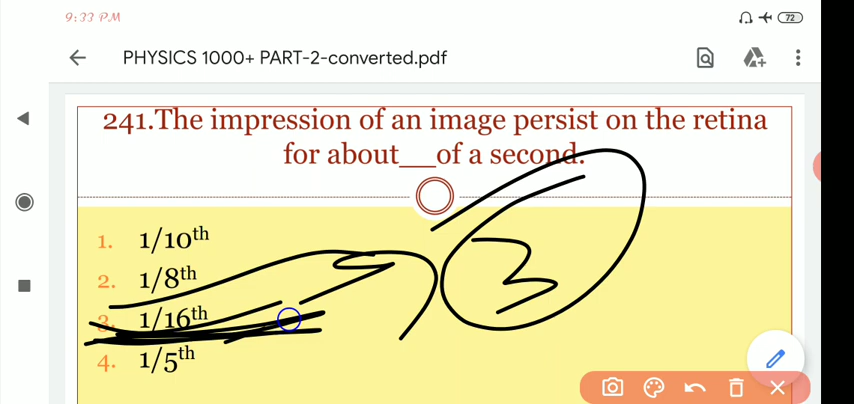 9:33 PM
72
PHYSICS 1000+ PART-2-converted.pdf
241.The impression of an image persist on the retina
for about__of a second.
1. 1/10th
2. 1/8th
3. 1/16th
4. 1/5th
3